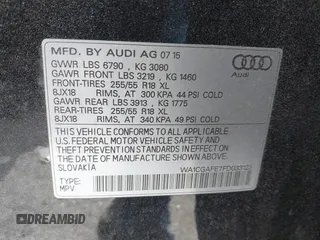 MFD. BY AUDI AG 07 15
GVWR LBS 6790 , KG 3080
GAWR FRONT LBS 3219 , KG 1460
FRONT-TIRES 255/55 R18 XL
8JX18 RIMS, AT 300 KPA 44 PSI COLD
GAWR REAR LBS 3913 , KG 1775
REAR-TIRES 255/55 R18 XL
8JX18 RIMS, AT 340 KPA 49 PSI COLD
Audi
THIS VEHICLE CONFORMS TO ALL APPLICABLE
U.S. FEDERAL MOTOR VEHICLE SAFETY
STANDARDS IN EFFECT ON THE DATE OF
MANUFACTURE SHOWN ABOVE.
SLOVAKIA
TYPE:
MPV
DREAMBID